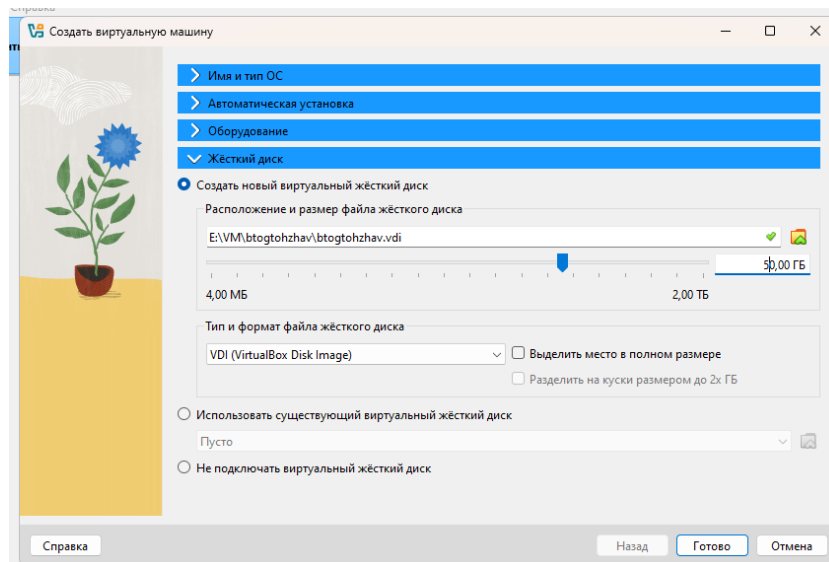 Справка
Создать виртуальную машину
Имя и тип ОС
Автоматическая установка
Оборудование
Жёсткий диск
Создать новый виртуальный жёсткий диск
Расположение и размер файла жёсткого диска
E:\VM\btogtohzhav\btogtohzhav.vdi
50,00 ГБ
4,00 МБ 2,00 ТБ
Тип и формат файла жёсткого диска
VDI (VirtualBox Disk Image) Выделить место в полном размере
Разделить на куски размером до 2х ГБ
Использовать существующий виртуальный жёсткий диск
Пусто
Не подключать виртуальный жёсткий диск
Справка Назад Готово Отмена